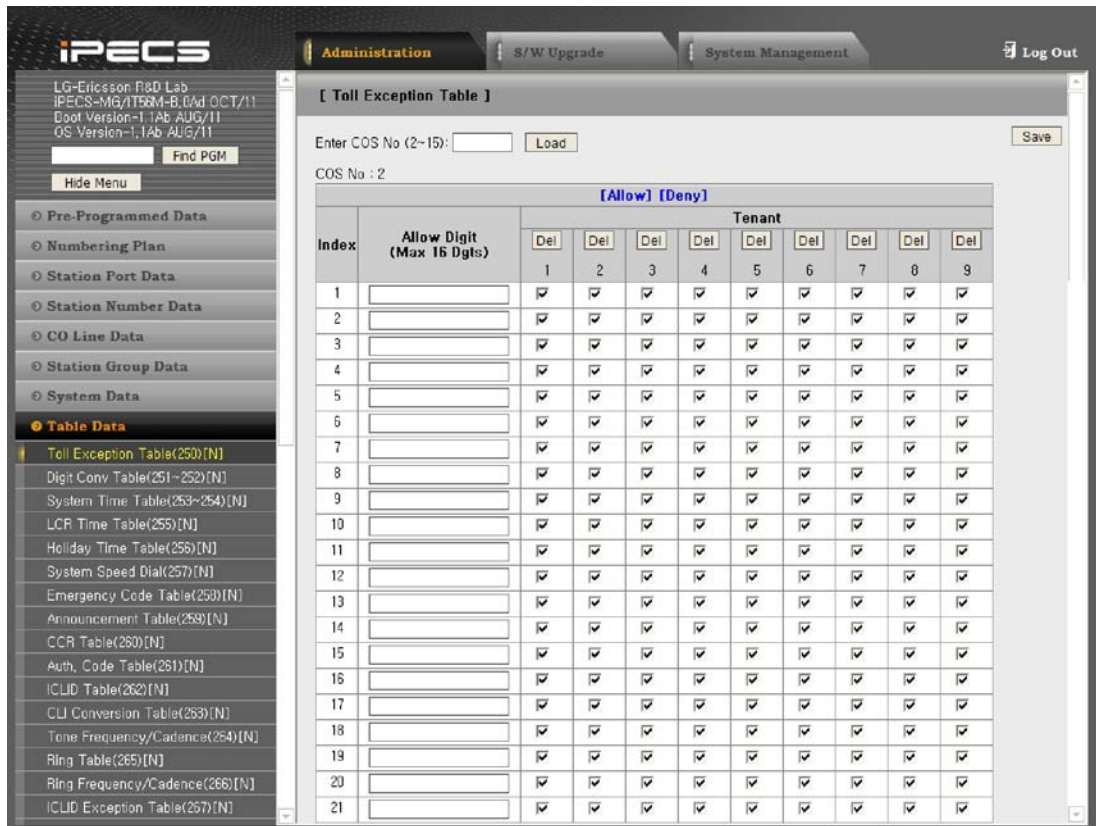 iPECS
Administration
S/W Upgrade
System Management
Log Out
LG-Ericsson R&D Lab
iPECS-MG/IT56M-B.0Ad OCT/11
Boot Version-1.1Ab AUG/11
OS Version-1.1Ab AUG/11
Find PGM
Hide Menu
Pre-Programmed Data
Numbering Plan
Station Port Data
Station Number Data
CO Line Data
Station Group Data
System Data
Table Data
Toll Exception Table(250)[N]
Digit Conv Table(251~252)[N]
System Time Table(253~254)[N]
LCR Time Table(255)[N]
Holiday Time Table(256)[N]
System Speed Dial(257)[N]
Emergency Code Table(258)[N]
Announcement Table(259)[N]
CCR Table(260)[N]
Auth. Code Table(261)[N]
ICLID Table(262)[N]
CLI Conversion Table(263)[N]
Tone Frequency/Cadence(264)[N]
Ring Table(265)[N]
Ring Frequency/Cadence(266)[N]
ICLID Exception Table(267)[N]
[ Toll Exception Table ]
Enter COS No (2~15): Load Save
COS No : 2
[Allow] [Deny]
Index Allow Digit (Max 16 Dgts) Tenant
Del Del Del Del Del Del Del Del Del
1 2 3 4 5 6 7 8 9
1
2
3
4
5
6
7
8
9
10
11
12
13
14
15
16
17
18
19
20
21